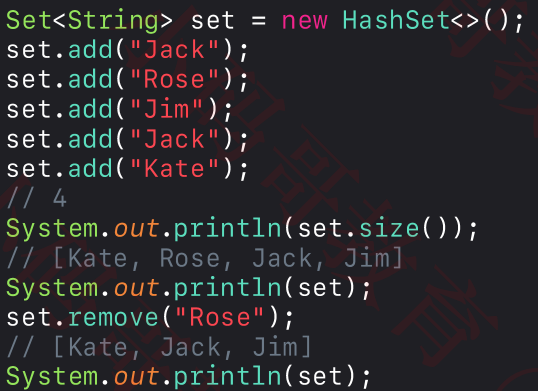 Set<String> set = new HashSet<>();
set.add("Jack");
set.add("Rose");
set.add("Jim");
set.add("Jack");
set.add("Kate");
// 4
System.out.println(set.size());
// [Kate, Rose, Jack, Jim]
System.out.println(set);
set.remove("Rose");
// [Kate, Jack, Jim]
System.out.println(set);